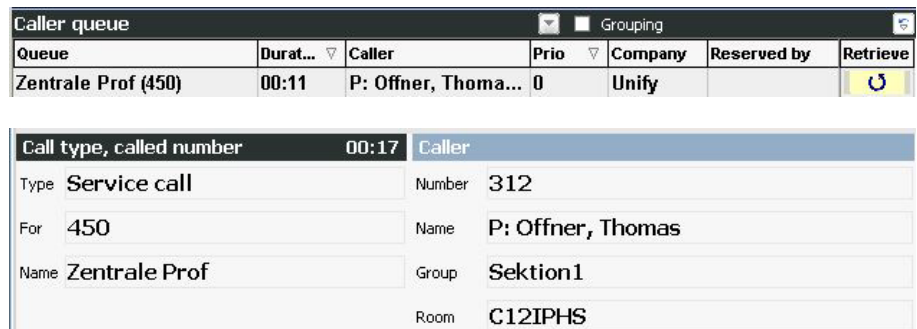 Caller queue Grouping
Queue Durat... Caller Prio Company Reserved by Retrieve
Zentrale Prof (450) 00:11 P: Offner, Thoma... 0 Unify
Call type, called number 00:17 Caller
Type Service call Number 312
For 450 Name P: Offner, Thomas
Name Zentrale Prof Group Sektion1
Room C12IPHS